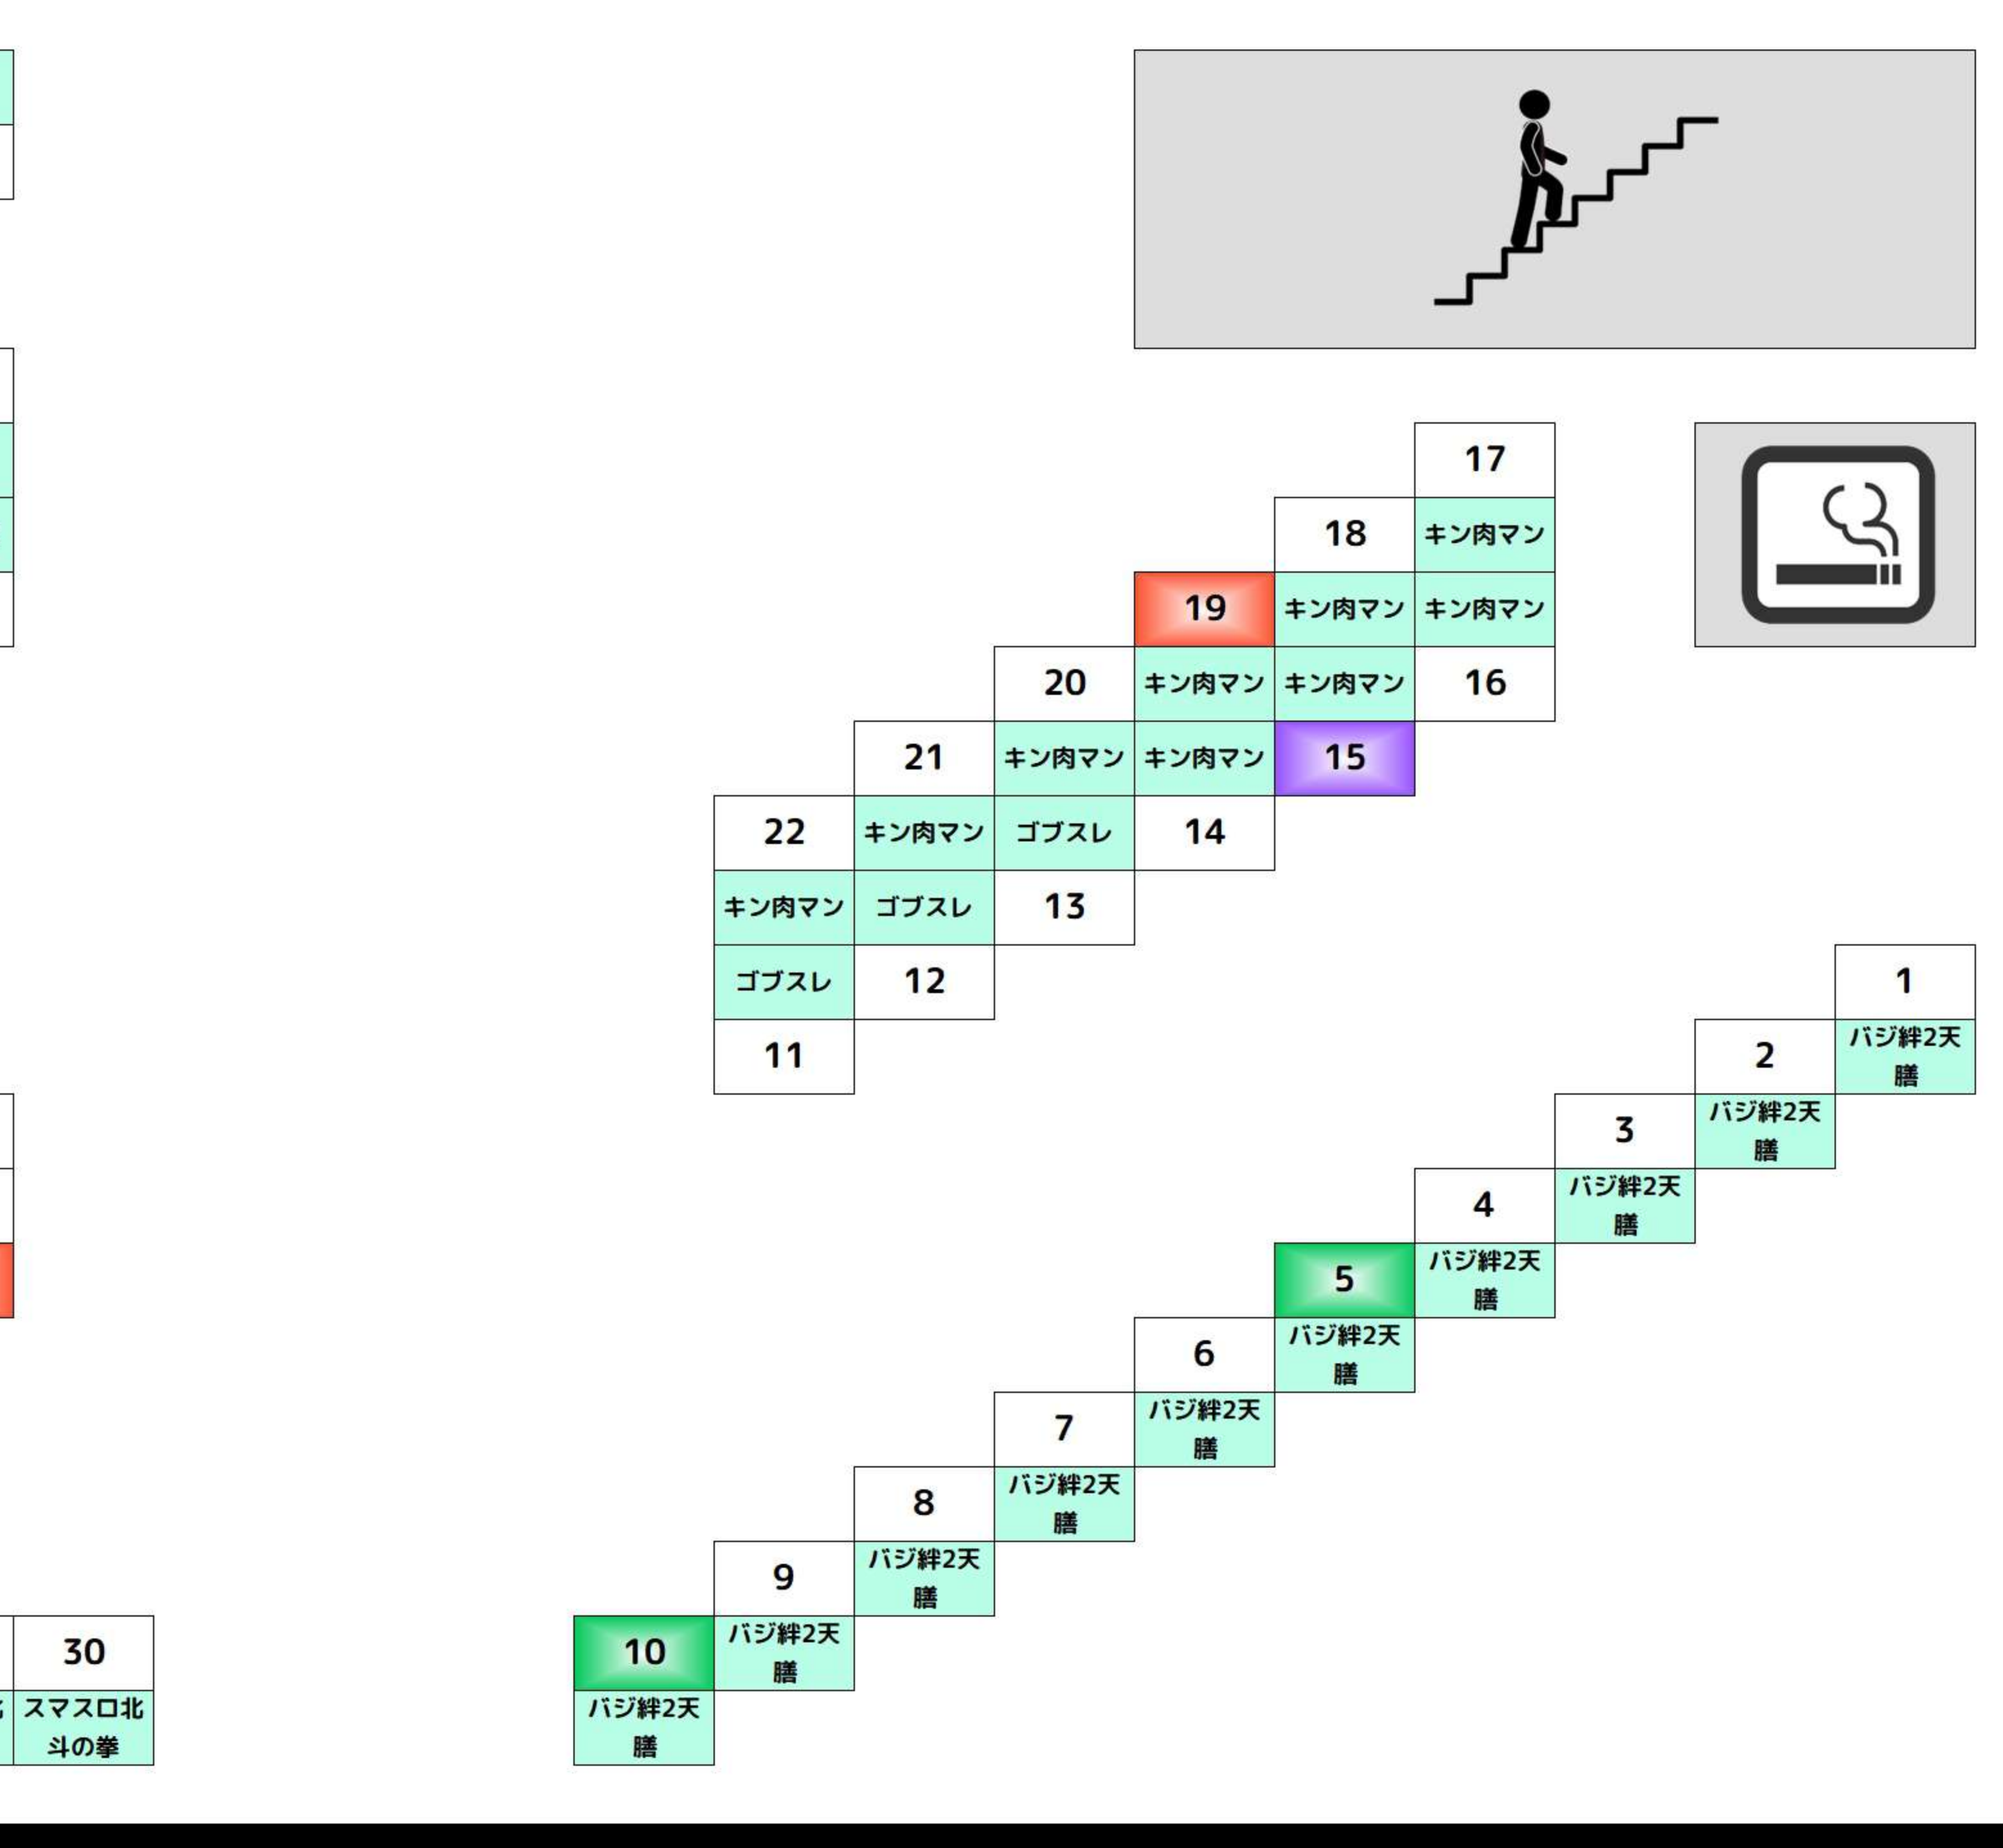 17
18
キン肉マン
19
キン肉マン
キン肉マン
20
キン肉マン
キン肉マン
16
21
キン肉マン
キン肉マン
15
22
キン肉マン
ゴブスレ
14
キン肉マン
ゴブスレ
13
ゴブスレ
12
11
1
2
バジ絆2天
膳
3
バジ絆2天
膳
4
バジ絆2天
膳
5
バジ絆2天
膳
6
バジ絆2天
膳
7
バジ絆2天
膳
8
バジ絆2天
膳
9
バジ絆2天
膳
10
バジ絆2天
膳
バジ絆2天
膳
30
スマスロ北
斗の拳